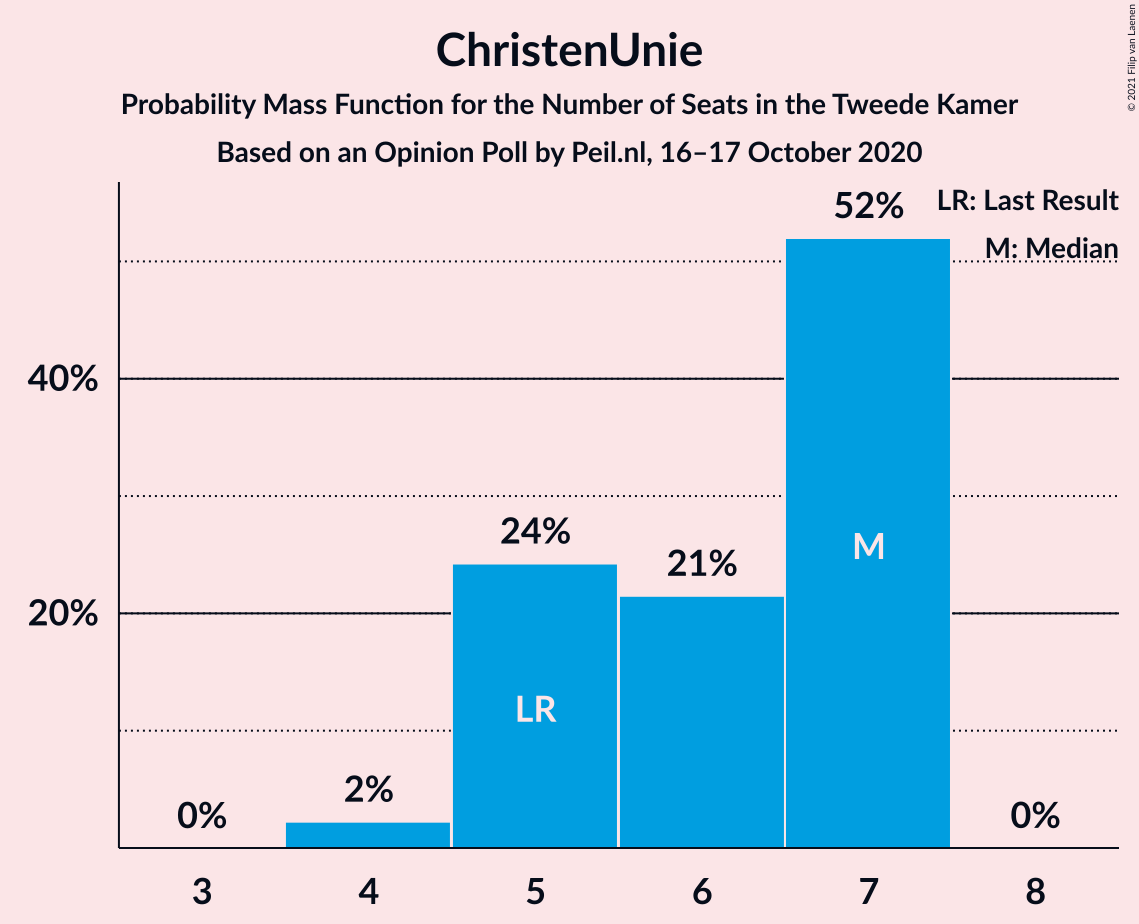 ChristenUnie
Probability Mass Function for the Number of Seats in the Tweede Kamer
Based on an Opinion Poll by Peil.nl, 16–17 October 2020
© 2021 Filip van Laenen
LR: Last Result
M: Median
52%
40%
24%
21%
M
20%
LR
2%
0%
0%
3 4 5 6 7 8